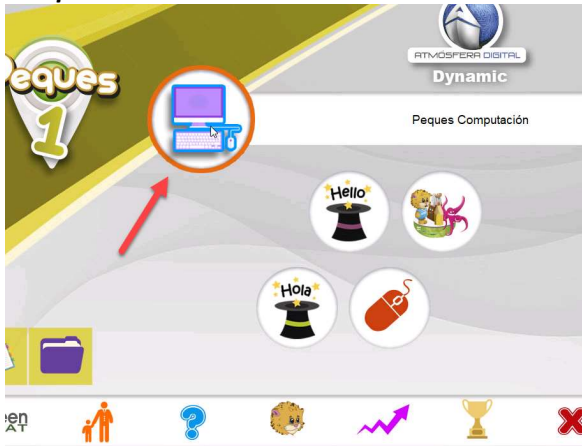 ATMÓSFERA DIGITAL
Dynamic
Peques
1
Peques Computación
Hello
Hola